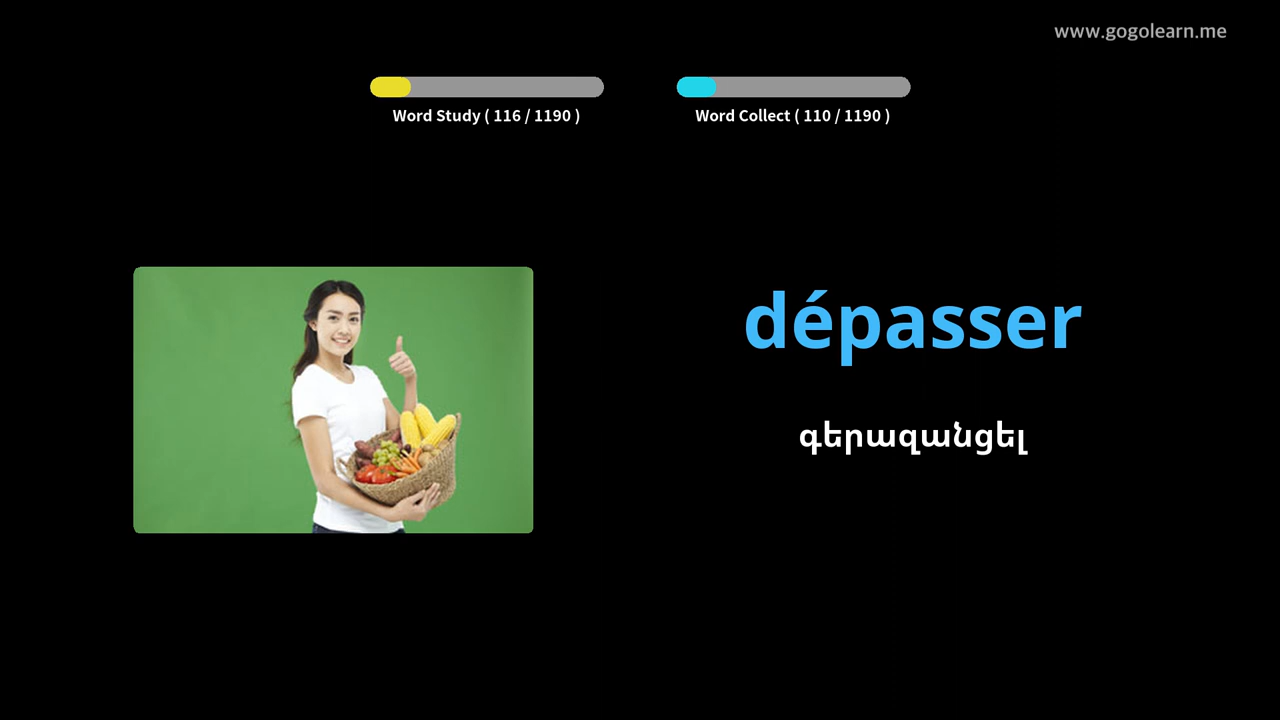 www.gogolearn.me
Word Study ( 116 / 1190 )
Word Collect ( 110 / 1190 )
dépasser
գերազանցել